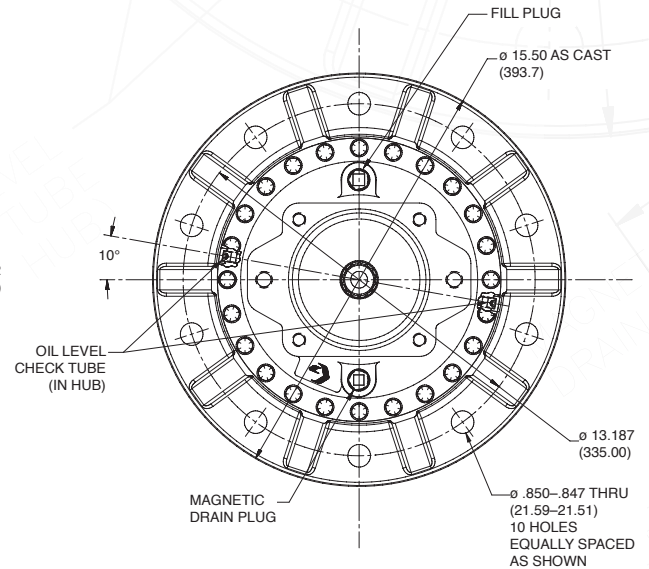 FILL PLUG
ø 15.50 AS CAST
(393.7)
10°
OIL LEVEL
CHECK TUBE
(IN HUB)
ø 13.187
(335.00)
MAGNETIC
DRAIN PLUG
ø .850–.847 THRU
(21.59–21.51)
10 HOLES
EQUALLY SPACED
AS SHOWN